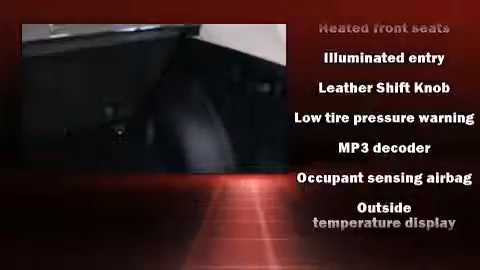 Heated front seats
Illuminated entry
Leather Shift Knob
Low tire pressure warning
MP3 decoder
Occupant sensing airbag
Outside
temperature display